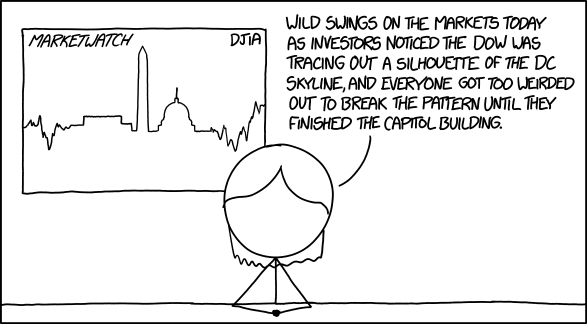 MARKETWATCH DJIA
WILD SWINGS ON THE MARKETS TODAY
AS INVESTORS NOTICED THE DOW WAS
TRACING OUT A SILHOUETTE OF THE DC
SKYLINE, AND EVERYONE GOT TOO WEIRDED
OUT TO BREAK THE PATTERN UNTIL THEY
FINISHED THE CAPITOL BUILDING.